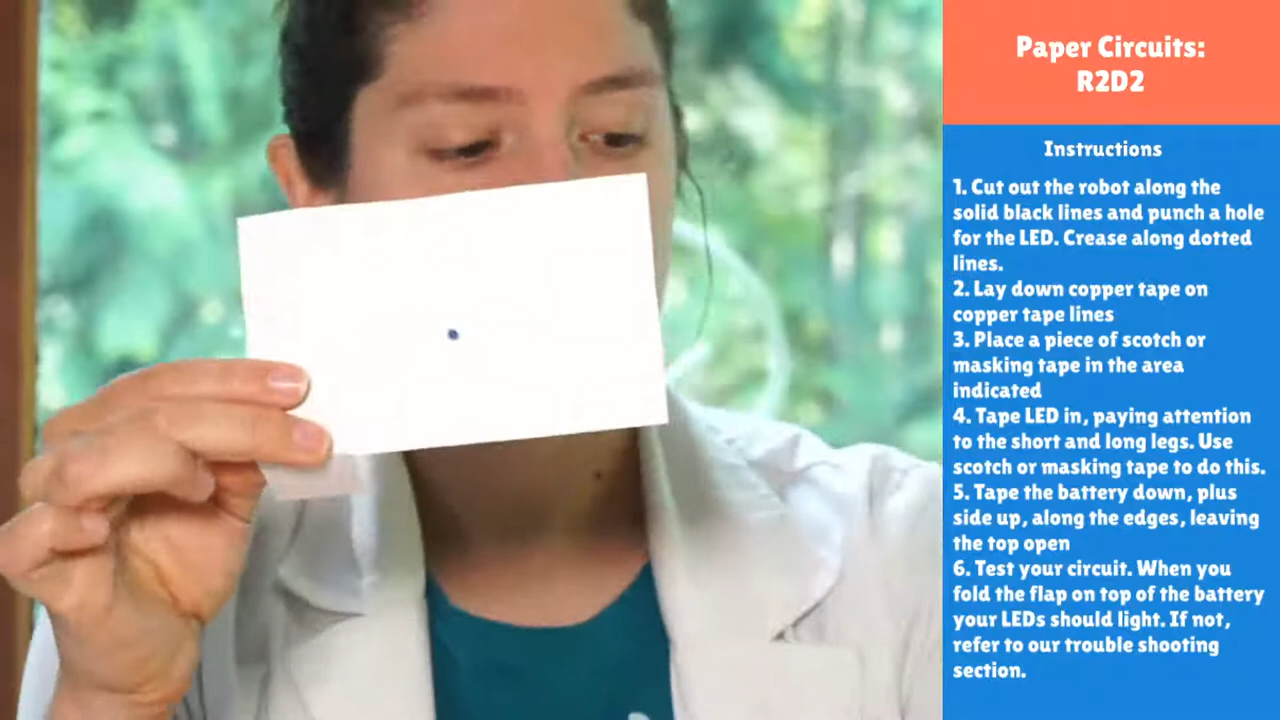 Paper Circuits:
R2D2
Instructions
1. Cut out the robot along the
solid black lines and punch a hole
for the LED. Crease along dotted
lines.
2. Lay down copper tape on
copper tape lines
3. Place a piece of scotch or
masking tape in the area
indicated
4. Tape LED in, paying attention
to the short and long legs. Use
scotch or masking tape to do this.
5. Tape the battery down, plus
side up, along the edges, leaving
the top open
6. Test your circuit. When you
fold the flap on top of the battery
your LEDs should light. If not,
refer to our trouble shooting
section.